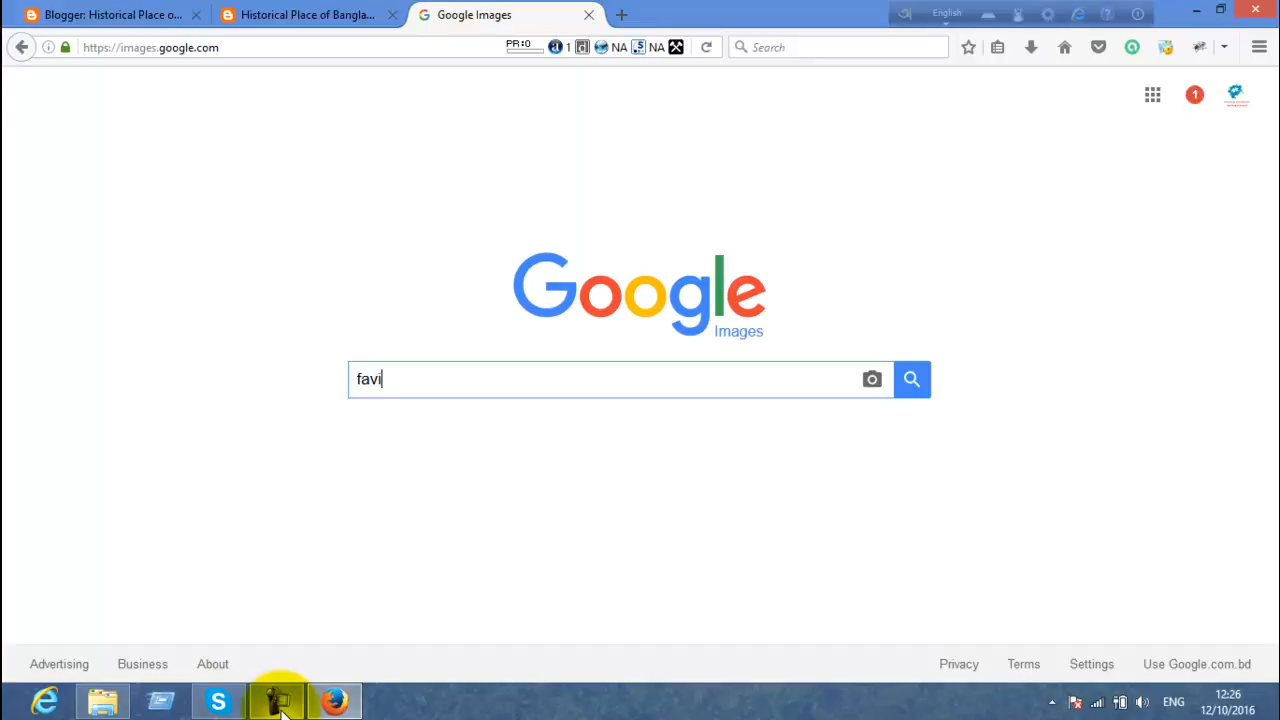 Blogger: Historical Place o...
Historical Place of Bangla...
Google Images
English
https://images.google.com
PR:0
1
NA
NA
Search
1
Google
Images
favi
Advertising
Business
About
Privacy
Terms
Settings
Use Google.com.bd
ENG
12:26
12/10/2016